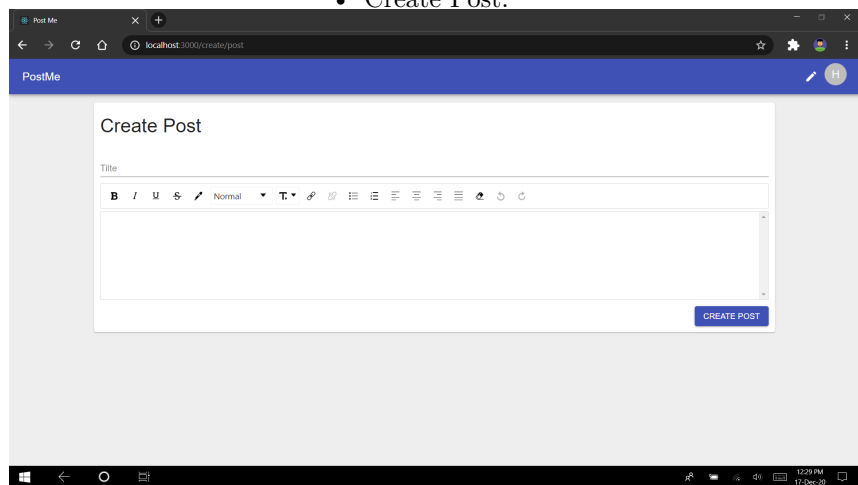 • Create Post.
Post Me
localhost:3000/create/post
PostMe
H
Create Post
Tilte
B I U S Normal T
CREATE POST
12:29 PM
17-Dec-20